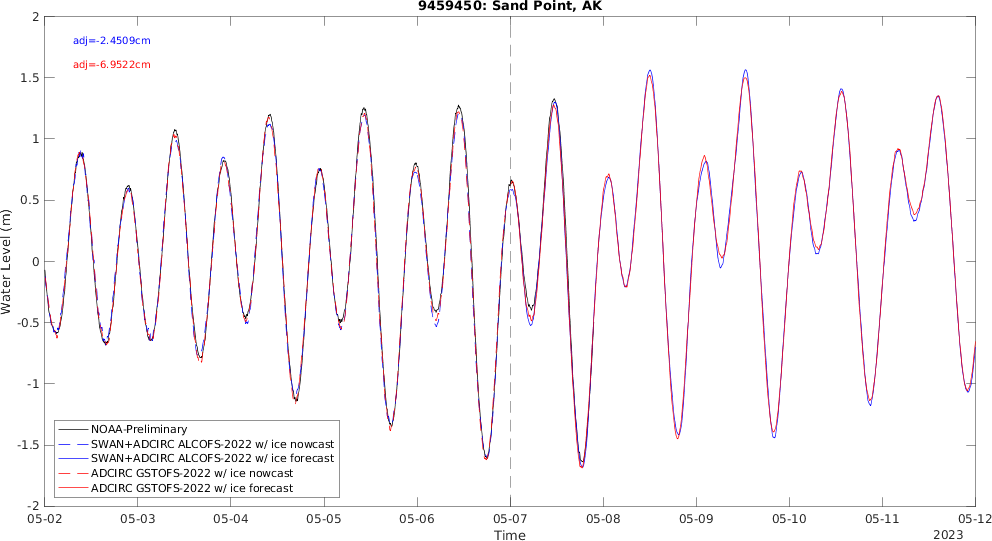 9459450: Sand Point, AK
adj=-2.4509cm
adj=-6.9522cm
Water Level (m)
2
1.5
1
0.5
0
-0.5
-1
-1.5
-2
NOAA-Preliminary
SWAN+ADCIRC ALCOFS-2022 w/ ice nowcast
SWAN+ADCIRC ALCOFS-2022 w/ ice forecast
ADCIRC GSTOFS-2022 w/ ice nowcast
ADCIRC GSTOFS-2022 w/ ice forecast
05-02 05-03 05-04 05-05 05-06 05-07 05-08 05-09 05-10 05-11 05-12
Time
2023